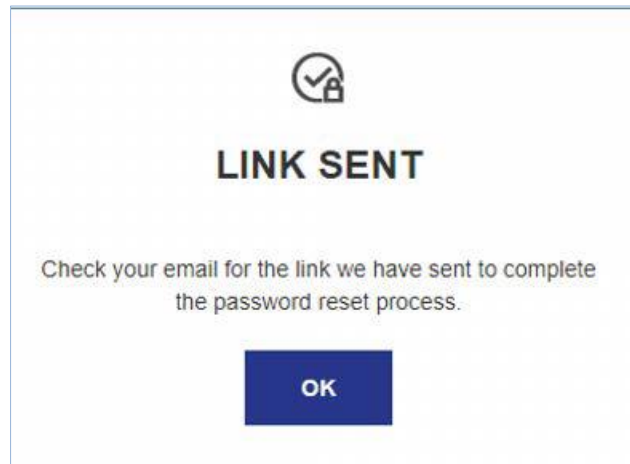 LINK SENT
Check your email for the link we have sent to complete
the password reset process.
OK